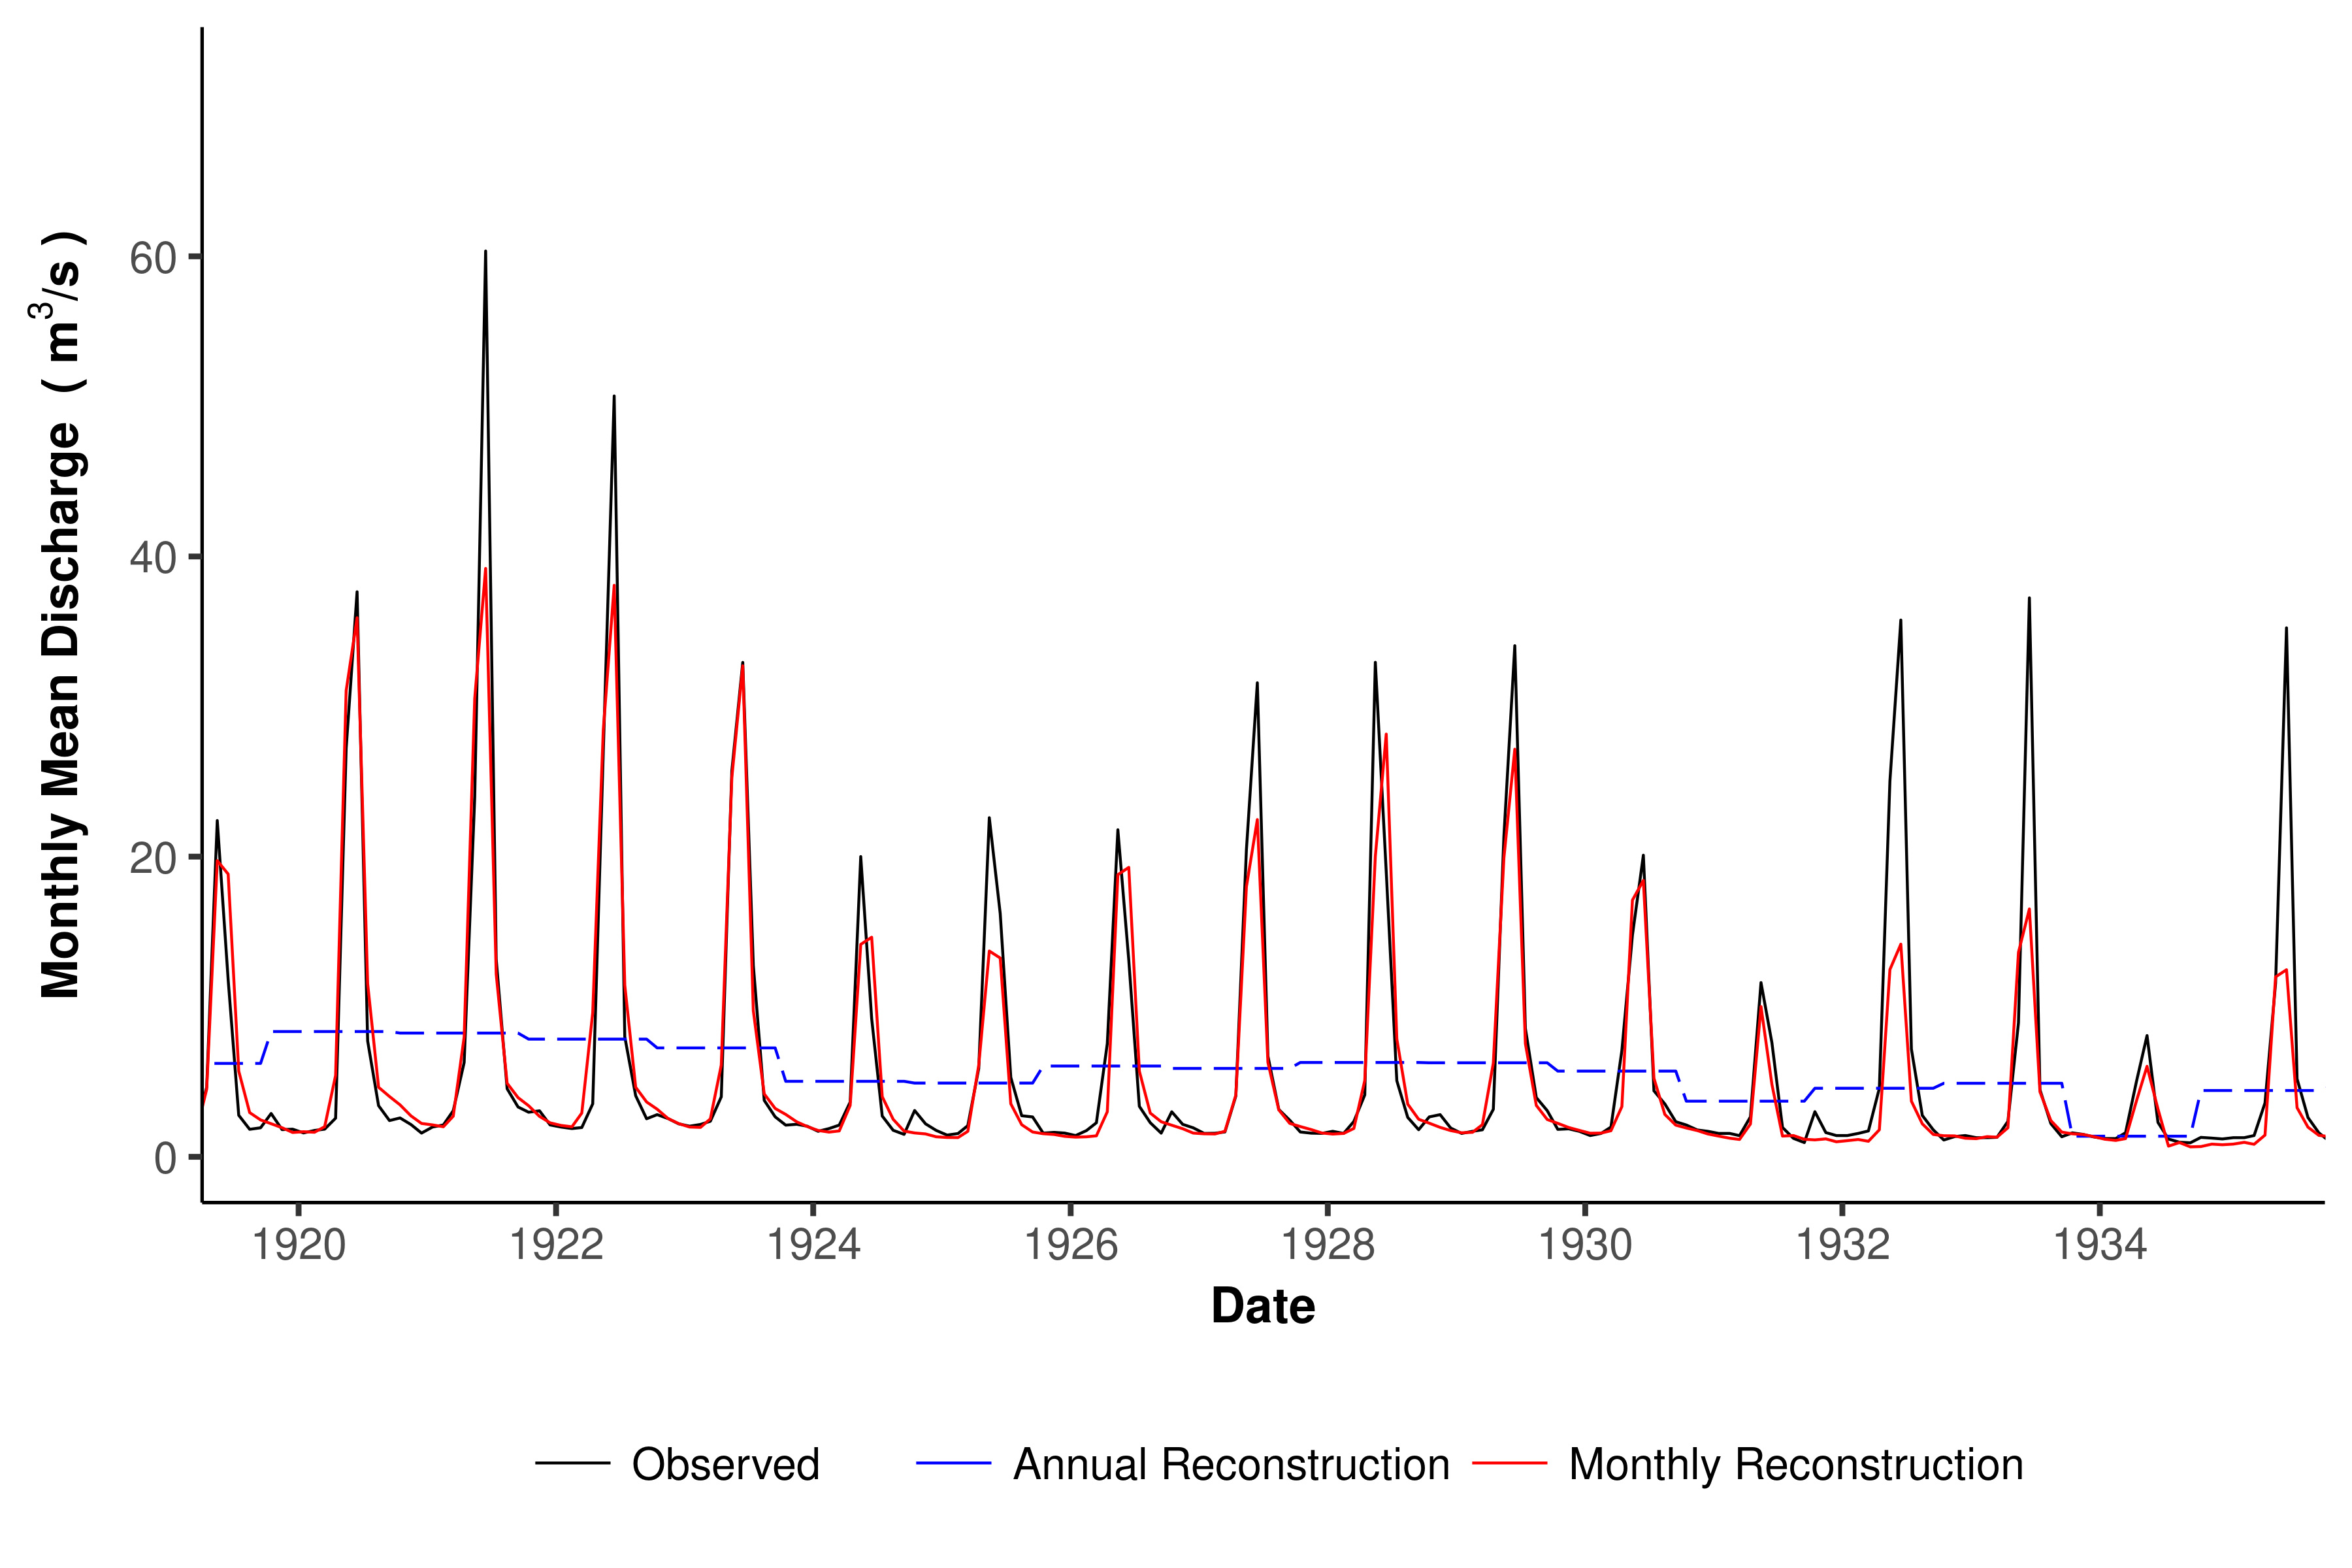 Monthly Mean Discharge ( m³/s )
60
40
20
0
1920 1922 1924 1926 1928 1930 1932 1934
Date
Observed Annual Reconstruction Monthly Reconstruction